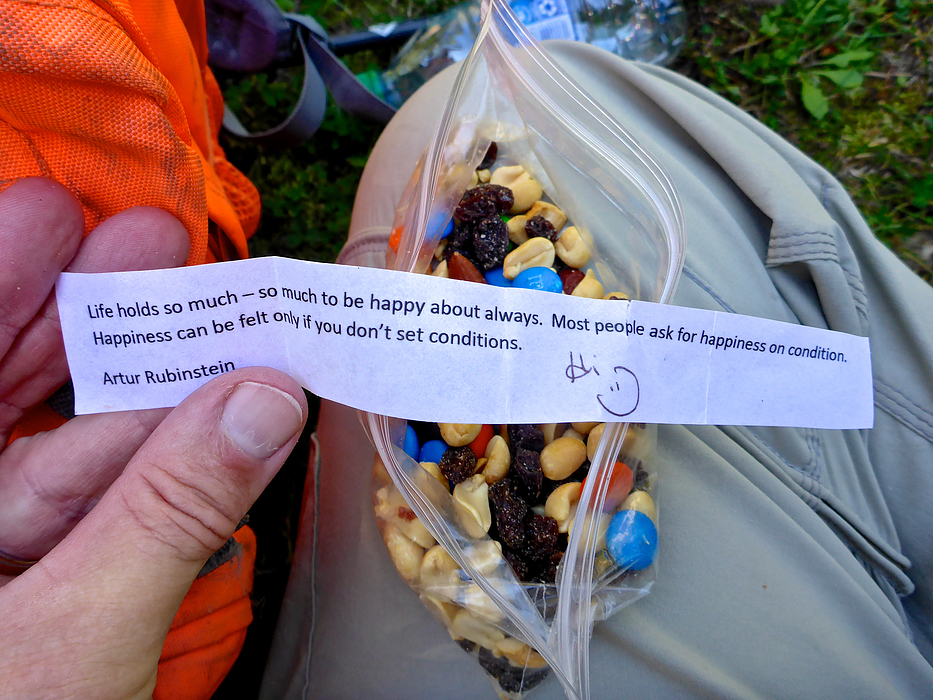 Life holds so much – so much to be happy about always. Most people ask for happiness on condition.
Happiness can be felt only if you don't set conditions.
Artur Rubinstein
Hi :)